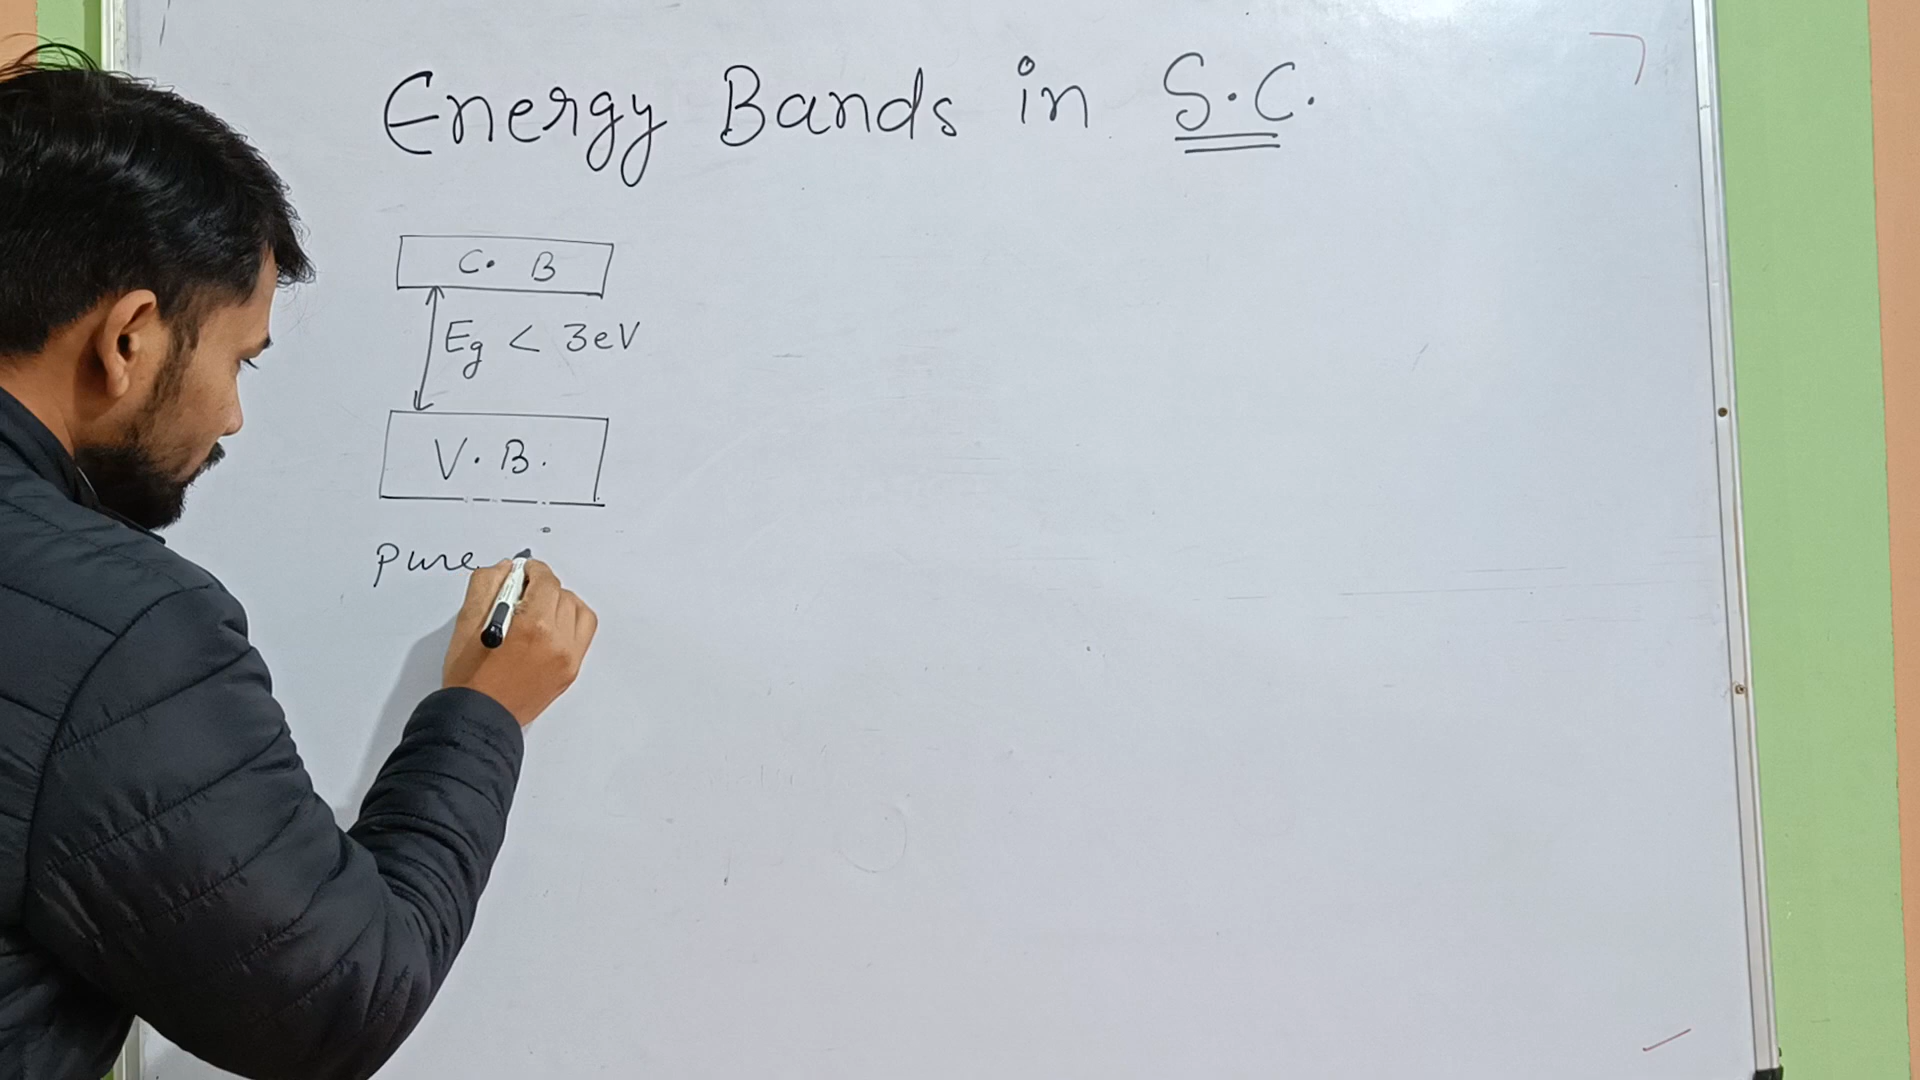 Energy Bands in S.C.
C. B
Eg < 3eV
V. B.
Pure